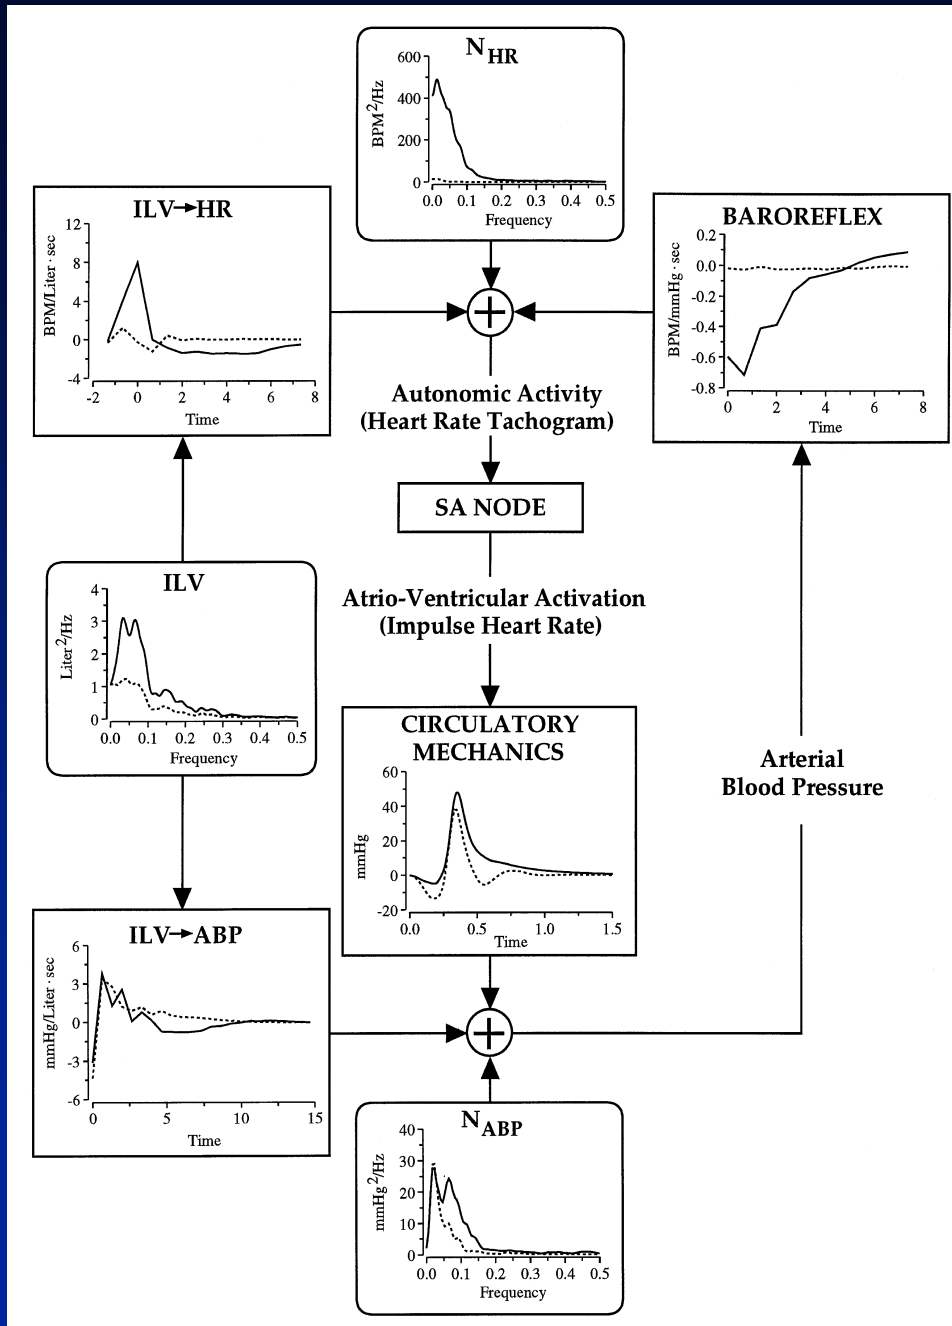 N HR
BPM²/Hz
600
400
200
0
0.0 0.1 0.2 0.3 0.4 0.5
Frequency
ILV→HR
BPM/Liter · sec
12
8
4
0
-4
-2 0 2 4 6 8
Time
BAROREFLEX
BPM/mmHg · sec
0.2
0.0
-0.2
-0.4
-0.6
-0.8
0 2 4 6 8
Time
+
Autonomic Activity
(Heart Rate Tachogram)
SA NODE
Atrio-Ventricular Activation
(Impulse Heart Rate)
ILV
Liter²/Hz
4
3
2
1
0
0.0 0.1 0.2 0.3 0.4 0.5
Frequency
CIRCULATORY
MECHANICS
mmHg
60
40
20
0
-20
0.0 0.5 1.0 1.5
Time
Arterial
Blood Pressure
ILV→ABP
mmHg/Liter · sec
6
3
0
-3
-6
0 5 10 15
Time
+
N ABP
mmHg²/Hz
40
30
20
10
0
0.0 0.1 0.2 0.3 0.4 0.5
Frequency